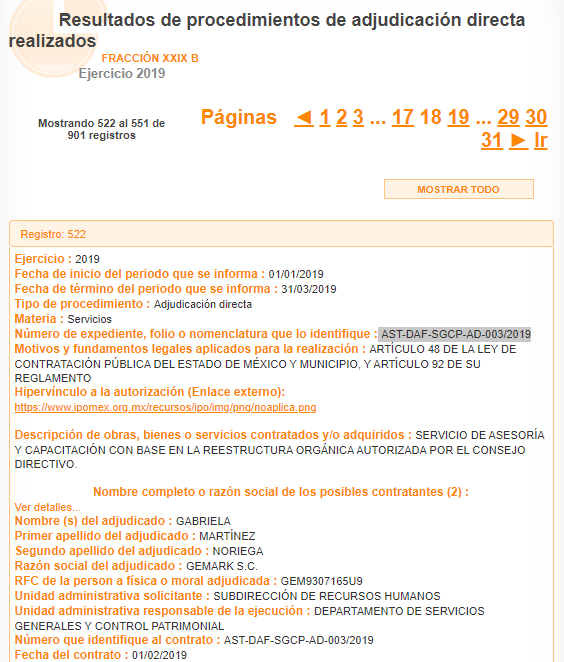 Resultados de procedimientos de adjudicación directa
realizados
FRACCIÓN XXIX B
Ejercicio 2019
Mostrando 522 al 551 de
901 registros
Páginas ◄ 1 2 3 ... 17 18 19 ... 29 30
31 ► Ir
MOSTRAR TODO
Registro: 522
Ejercicio : 2019
Fecha de inicio del periodo que se informa : 01/01/2019
Fecha de término del periodo que se informa : 31/03/2019
Tipo de procedimiento : Adjudicación directa
Materia : Servicios
Número de expediente, folio o nomenclatura que lo identifique : AST-DAF-SGCP-AD-003/2019
Motivos y fundamentos legales aplicados para la realización : ARTÍCULO 48 DE LA LEY DE
CONTRATACIÓN PÚBLICA DEL ESTADO DE MÉXICO Y MUNICIPIO, Y ARTÍCULO 92 DE SU
REGLAMENTO
Hipervínculo a la autorización (Enlace externo):
https://www.ipomex.org.mx/recursos/ipo/img/png/noaplica.png
Descripción de obras, bienes o servicios contratados y/o adquiridos : SERVICIO DE ASESORÍA
Y CAPACITACIÓN CON BASE EN LA REESTRUCTURA ORGÁNICA AUTORIZADA POR EL CONSEJO
DIRECTIVO.
Nombre completo o razón social de los posibles contratantes (2) :
Ver detalles...
Nombre (s) del adjudicado : GABRIELA
Primer apellido del adjudicado : MARTÍNEZ
Segundo apellido del adjudicado : NORIEGA
Razón social del adjudicado : GEMARK S.C.
RFC de la person a física o moral adjudicada : GEM9307165U9
Unidad administrativa solicitante : SUBDIRECCIÓN DE RECURSOS HUMANOS
Unidad administrativa responsable de la ejecución : DEPARTAMENTO DE SERVICIOS
GENERALES Y CONTROL PATRIMONIAL
Número que identifique al contrato : AST-DAF-SGCP-AD-003/2019
Fecha del contrato : 01/02/2019